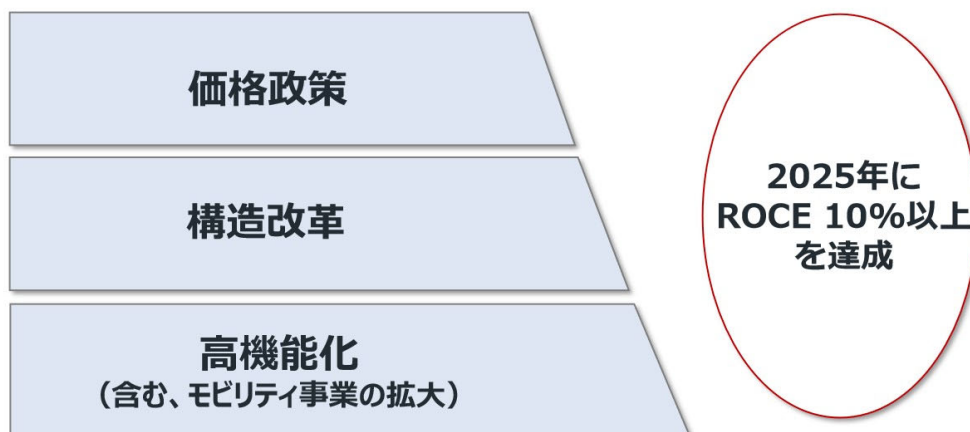 価格政策
構造改革
高機能化
（含む、モビリティ事業の拡大）
2025年に
ROCE 10%以上
を達成